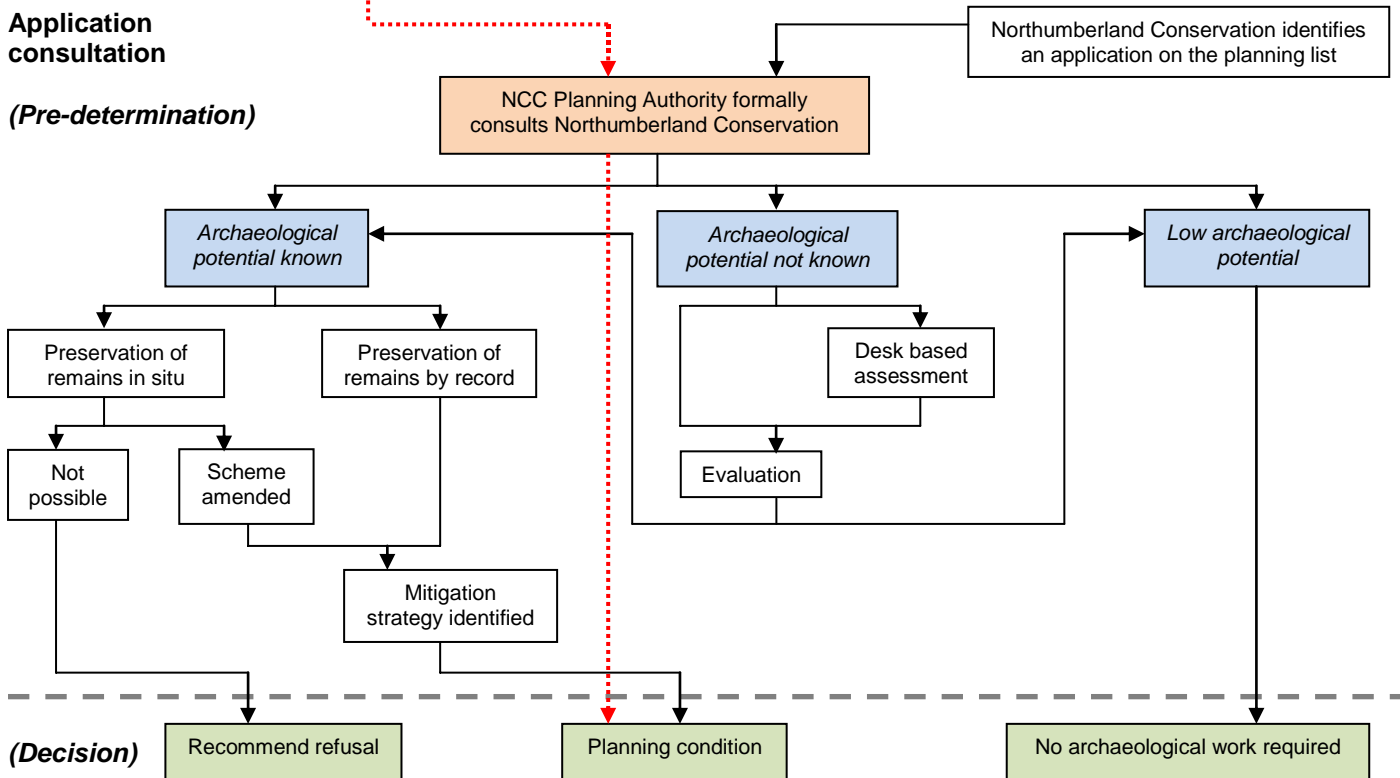 Application
consultation
(Pre-determination)
Northumberland Conservation identifies
an application on the planning list
NCC Planning Authority formally
consults Northumberland Conservation
Archaeological
potential known
Archaeological
potential not known
Low archaeological
potential
Preservation of
remains in situ
Preservation of
remains by record
Desk based
assessment
Not
possible
Scheme
amended
Evaluation
Mitigation
strategy identified
(Decision)
Recommend refusal
Planning condition
No archaeological work required